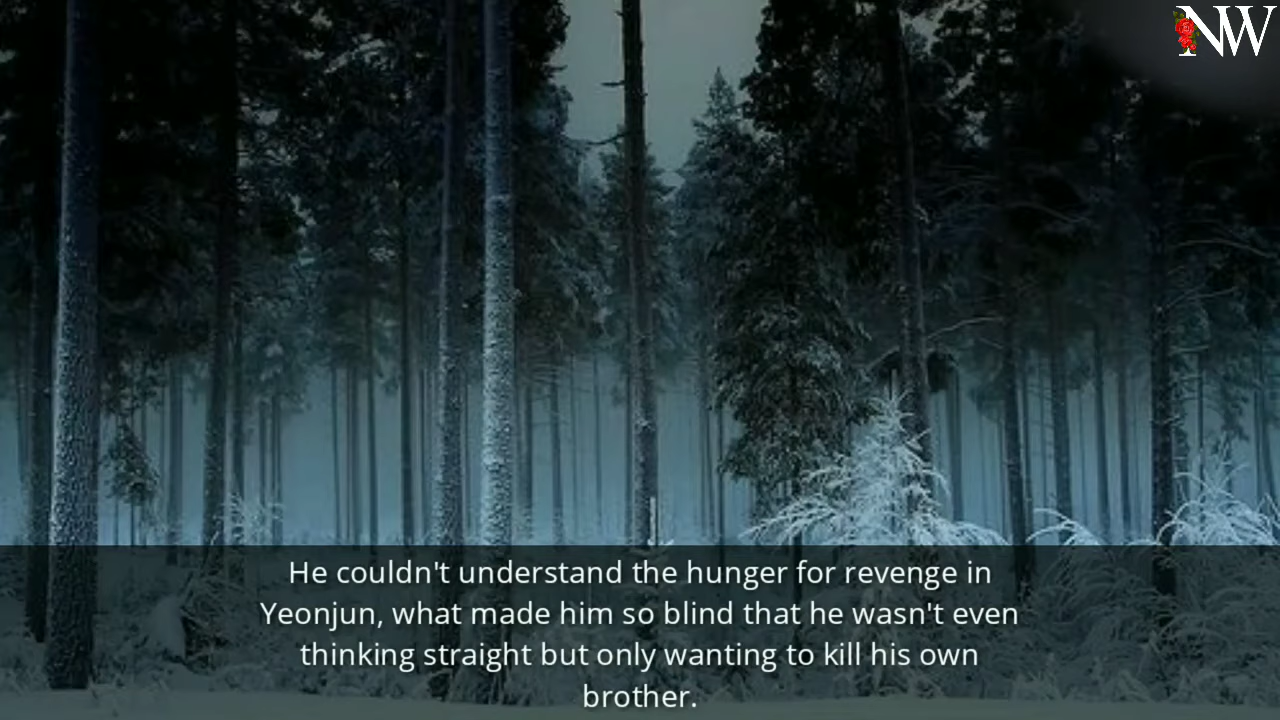 NW
He couldn't understand the hunger for revenge in
Yeonjun, what made him so blind that he wasn't even
thinking straight but only wanting to kill his own
brother.